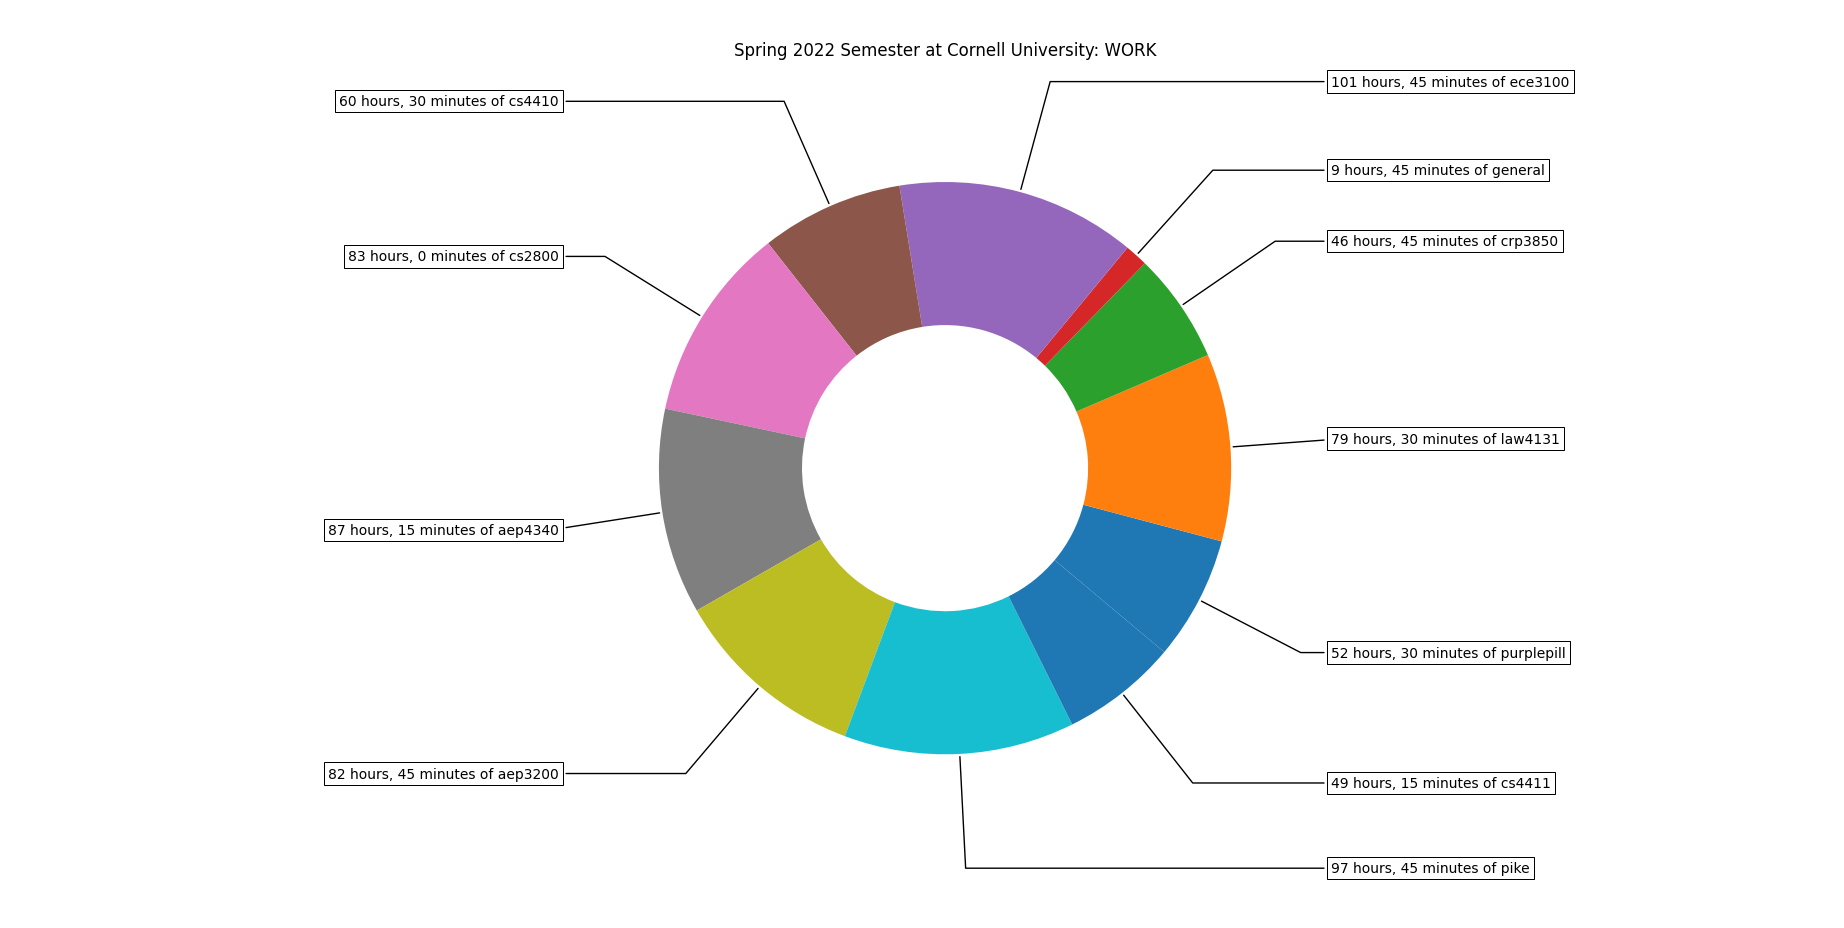 Spring 2022 Semester at Cornell University: WORK
101 hours, 45 minutes of ece3100
60 hours, 30 minutes of cs4410
9 hours, 45 minutes of general
46 hours, 45 minutes of crp3850
83 hours, 0 minutes of cs2800
79 hours, 30 minutes of law4131
87 hours, 15 minutes of aep4340
52 hours, 30 minutes of purplepill
82 hours, 45 minutes of aep3200
49 hours, 15 minutes of cs4411
97 hours, 45 minutes of pike